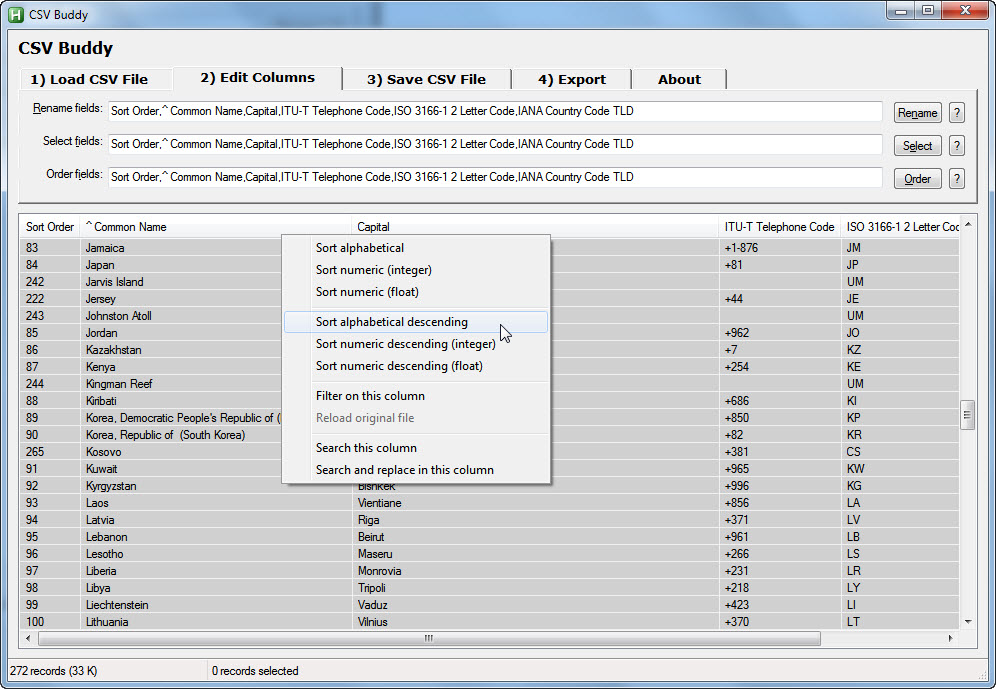 CSV Buddy
CSV Buddy
1) Load CSV File 2) Edit Columns 3) Save CSV File 4) Export About
Rename fields: Sort Order,^Common Name,Capital,ITU-T Telephone Code,ISO 3166-1 2 Letter Code,IANA Country Code TLD Rename ?
Select fields: Sort Order,^Common Name,Capital,ITU-T Telephone Code,ISO 3166-1 2 Letter Code,IANA Country Code TLD Select ?
Order fields: Sort Order,^Common Name,Capital,ITU-T Telephone Code,ISO 3166-1 2 Letter Code,IANA Country Code TLD Order ?
Sort Order ^Common Name Capital ITU-T Telephone Code ISO 3166-1 2 Letter Coc
83 Jamaica +1-876 JM
84 Japan +81 JP
242 Jarvis Island UM
222 Jersey +44 JE
243 Johnston Atoll UM
85 Jordan +962 JO
86 Kazakhstan +7 KZ
87 Kenya +254 KE
244 Kingman Reef UM
88 Kiribati +686 KI
89 Korea, Democratic People's Republic of ( +850 KP
90 Korea, Republic of (South Korea) +82 KR
265 Kosovo +381 CS
91 Kuwait +965 KW
92 Kyrgyzstan Bishkek +996 KG
93 Laos Vientiane +856 LA
94 Latvia Riga +371 LV
95 Lebanon Beirut +961 LB
96 Lesotho Maseru +266 LS
97 Liberia Monrovia +231 LR
98 Libya Tripoli +218 LY
99 Liechtenstein Vaduz +423 LI
100 Lithuania Vilnius +370 LT
Sort alphabetical
Sort numeric (integer)
Sort numeric (float)
Sort alphabetical descending
Sort numeric descending (integer)
Sort numeric descending (float)
Filter on this column
Reload original file
Search this column
Search and replace in this column
272 records (33 K) 0 records selected